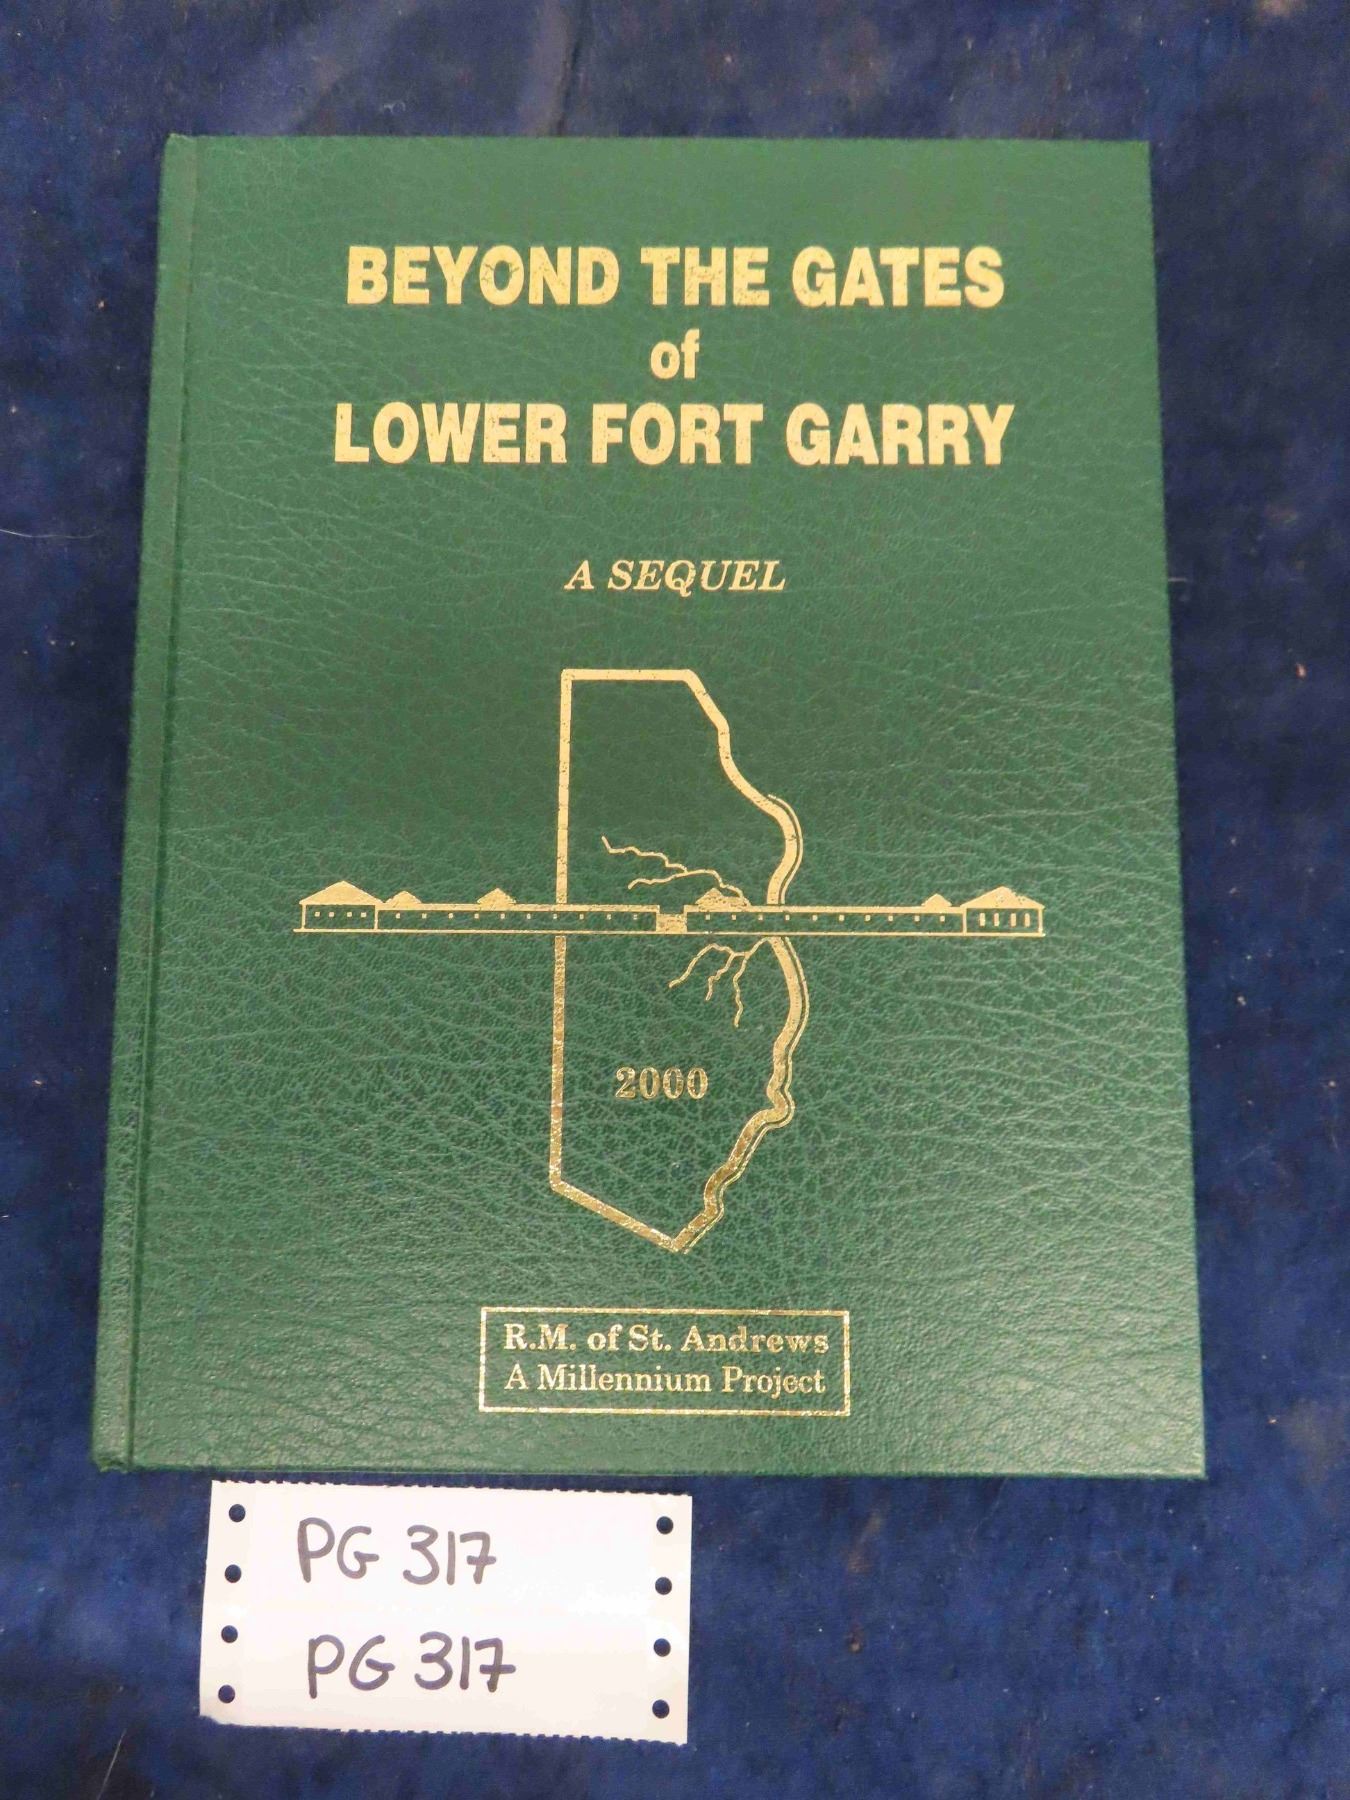 BEYOND THE GATES
of
LOWER FORT GARRY
A SEQUEL
2000
R.M. of St. Andrews
A Millennium Project
PG 317
PG 317